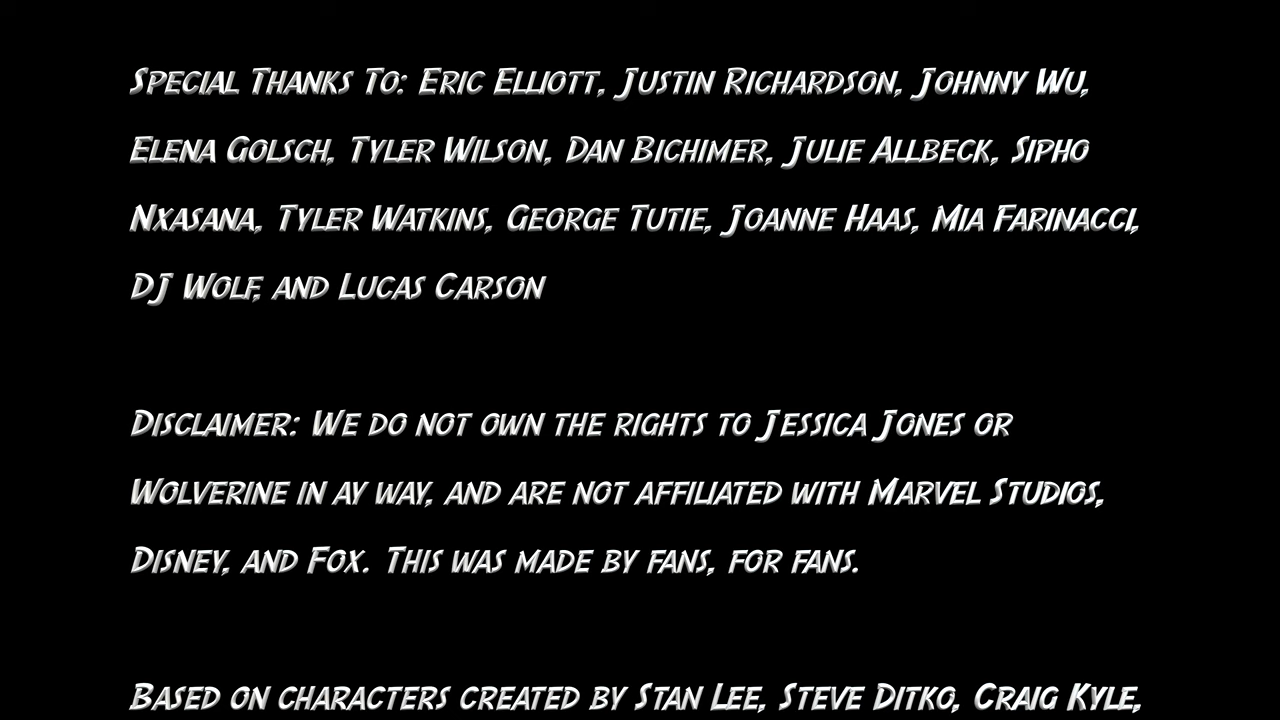 Special Thanks To: Eric Elliott, Justin Richardson, Johnny Wu,
Elena Golsch, Tyler Wilson, Dan Bichimer, Julie Allbeck, Sipho
Nxasana, Tyler Watkins, George Tutie, Joanne Haas, Mia Farinacci,
DJ Wolf, and Lucas Carson
Disclaimer: We do not own the rights to Jessica Jones or
Wolverine in ay way, and are not affiliated with Marvel Studios,
Disney, and Fox. This was made by fans, for fans.
Based on characters created by Stan Lee, Steve Ditko, Craig Kyle,